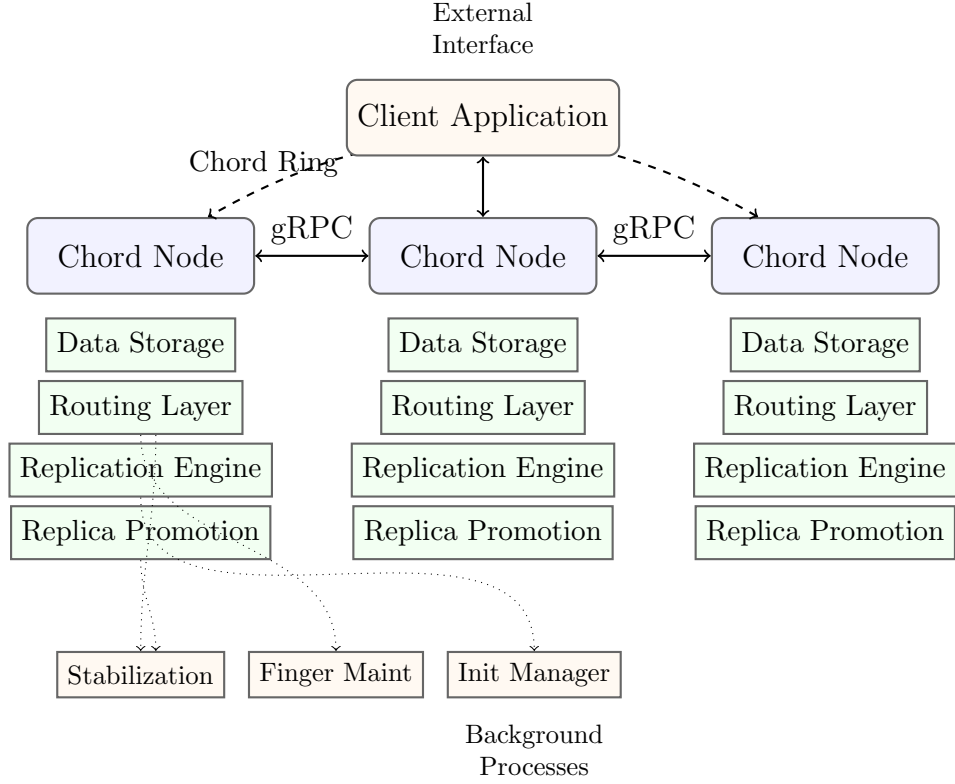 External
Interface
Client Application
Chord Ring
gRPC
gRPC
Chord Node
Chord Node
Chord Node
Data Storage
Data Storage
Data Storage
Routing Layer
Routing Layer
Routing Layer
Replication Engine
Replication Engine
Replication Engine
Replica Promotion
Replica Promotion
Replica Promotion
Stabilization
Finger Maint
Init Manager
Background
Processes